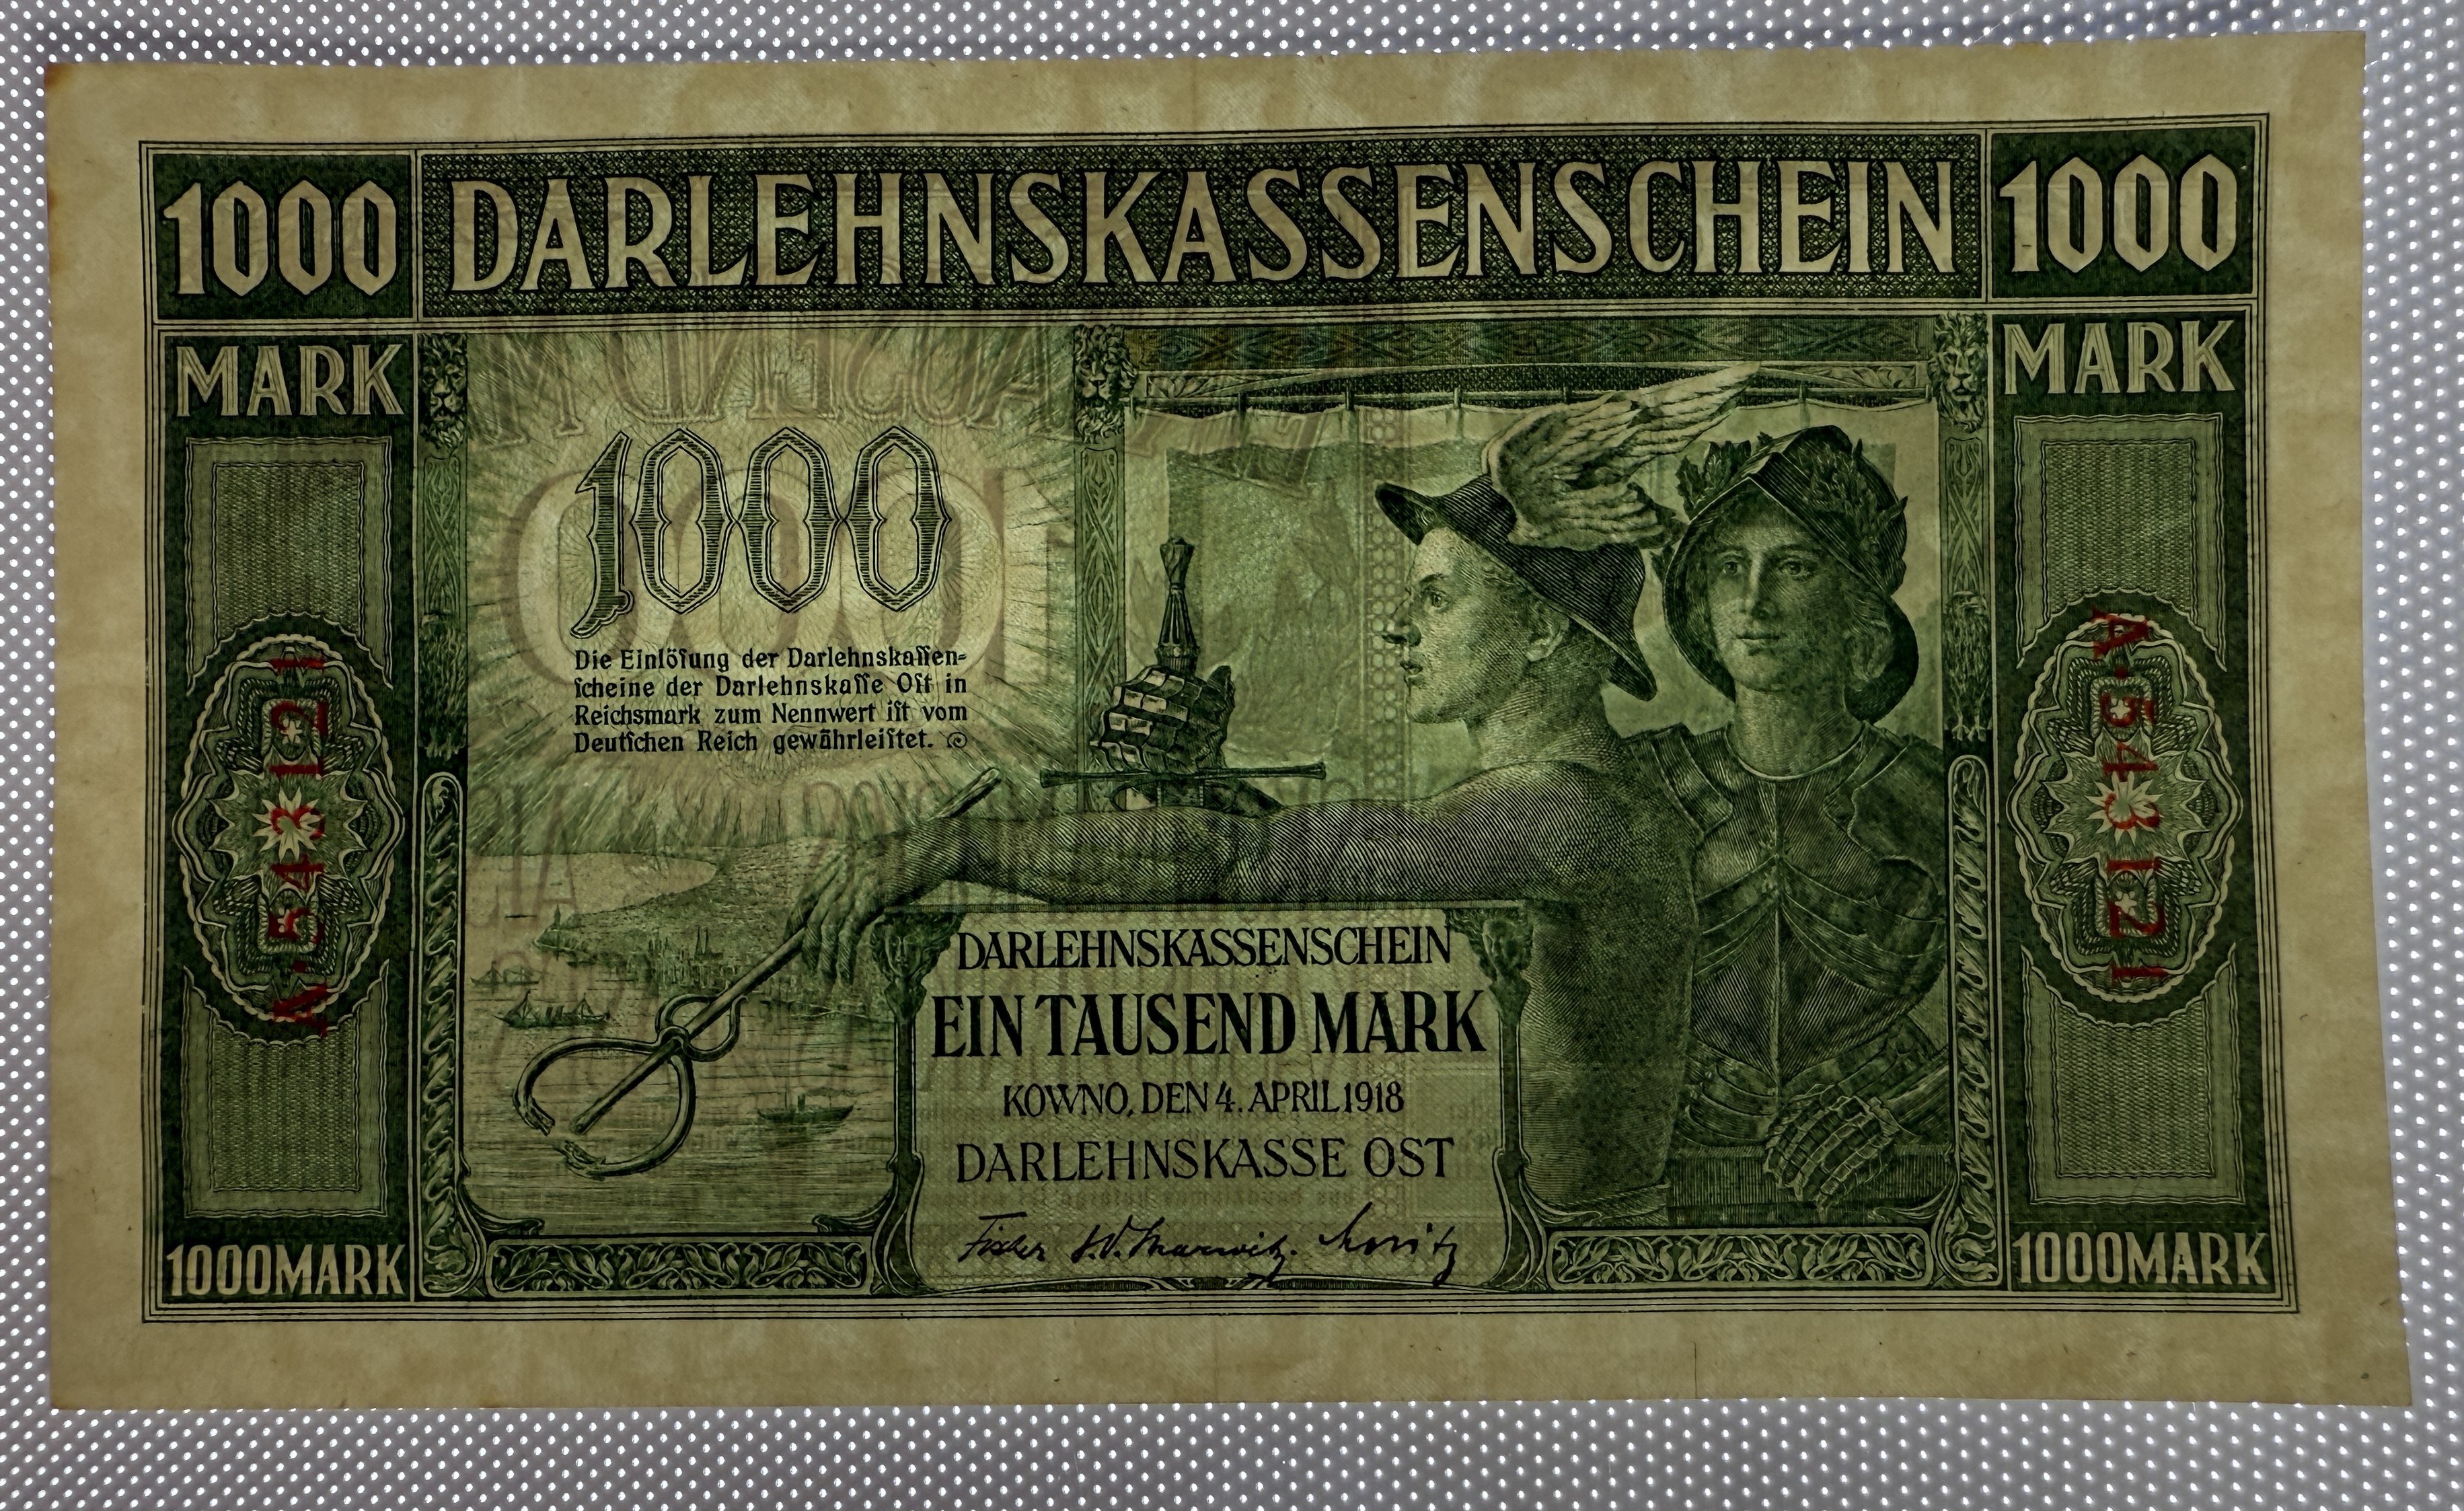 1000 DARLEHNSKASSENSCHEIN 1000
MARK MARK
1000
Die Einlöſung der Darlehnskaſſen-
ſcheine der Darlehnskaſſe Oſt in
Reichsmark zum Nennwert iſt vom
Deutſchen Reich gewährleiſtet.
A·543121
A·543121
DARLEHNSKASSENSCHEIN
EIN TAUSEND MARK
KOWNO, DEN 4. APRIL 1918
DARLEHNSKASSE OST
1000MARK 1000MARK